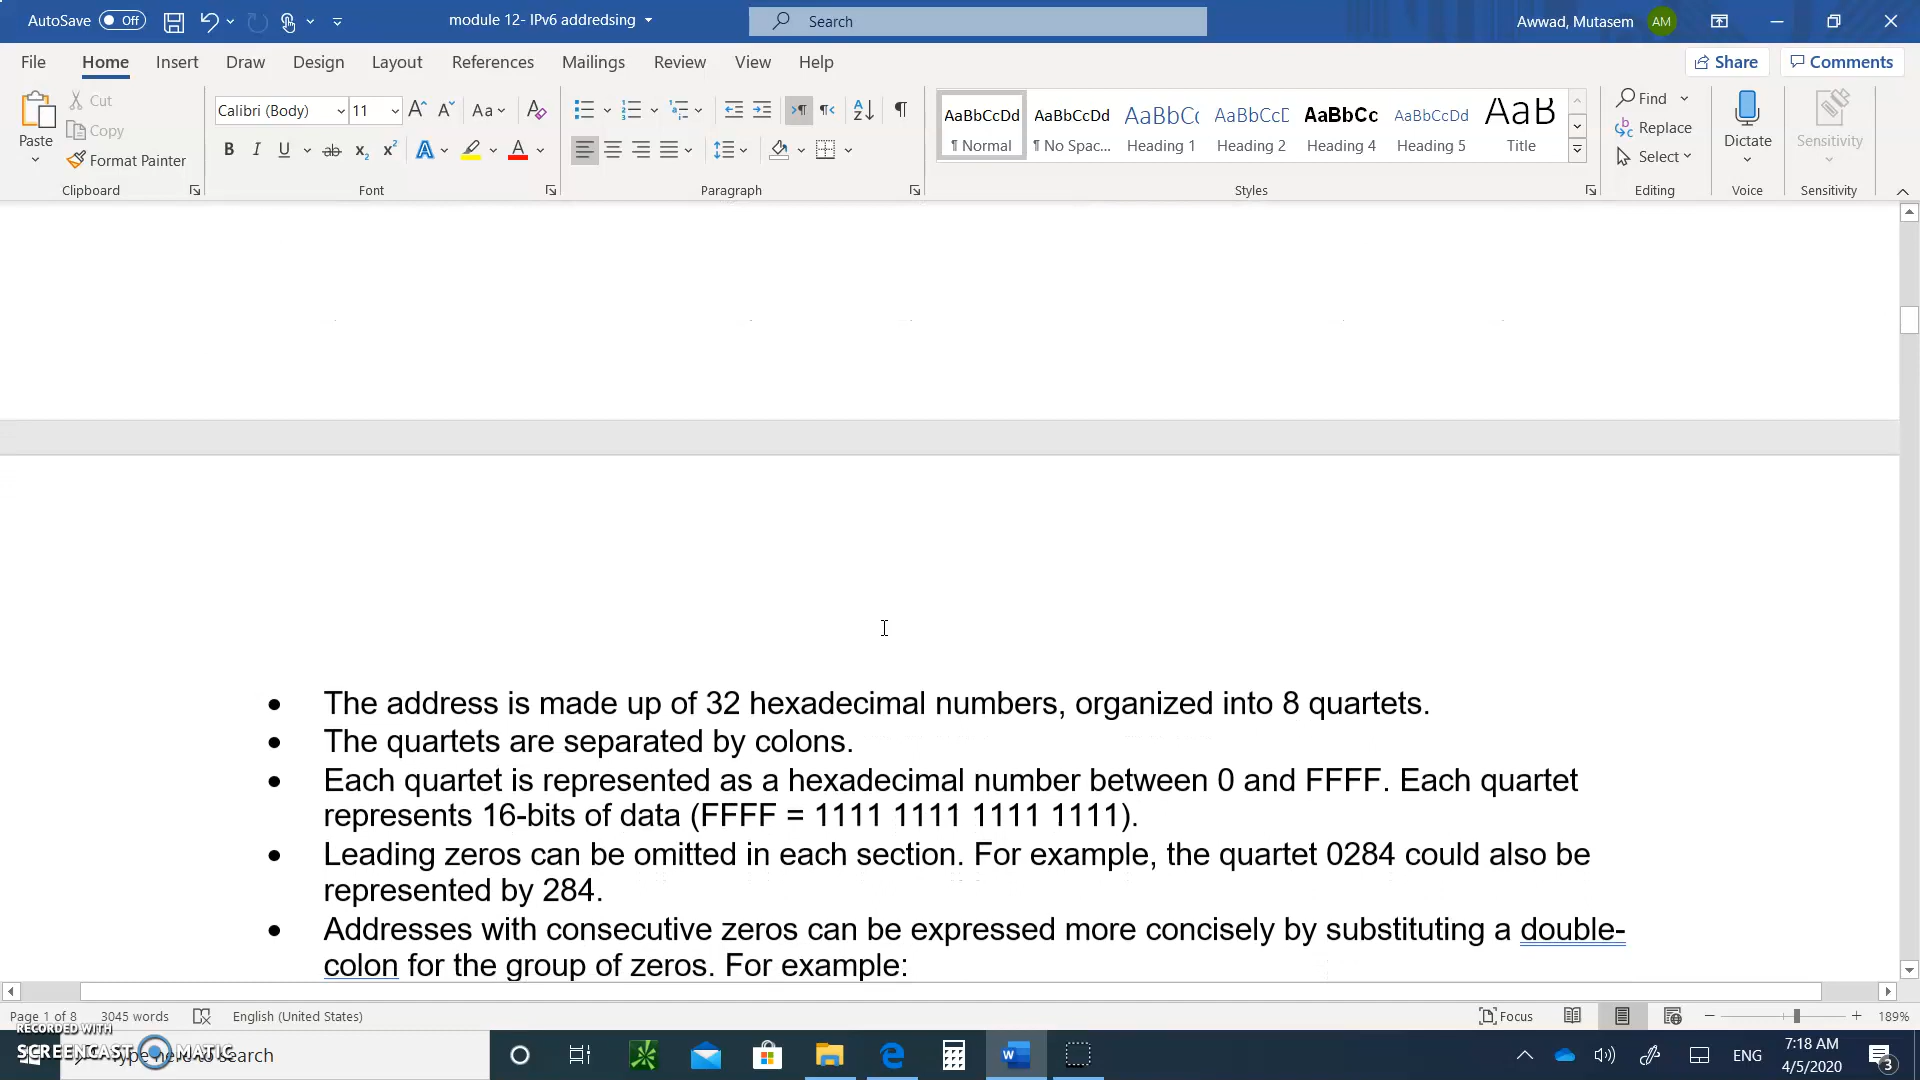 AutoSave Off module 12- IPv6 addredsing Search Awwad, Mutasem AM
File Home Insert Draw Design Layout References Mailings Review View Help Share Comments
Paste Cut Copy Format Painter Clipboard
Calibri (Body) 11 Aa Font
Paragraph
AaBbCcDd AaBbCcDd AaBbCc AaBbCcD AaBbCc AaBbCcDd AaB
¶ Normal ¶ No Spac... Heading 1 Heading 2 Heading 4 Heading 5 Title
Styles
Find Replace Select Editing
Dictate Voice
Sensitivity Sensitivity
• The address is made up of 32 hexadecimal numbers, organized into 8 quartets.
• The quartets are separated by colons.
• Each quartet is represented as a hexadecimal number between 0 and FFFF. Each quartet
represents 16-bits of data (FFFF = 1111 1111 1111 1111).
• Leading zeros can be omitted in each section. For example, the quartet 0284 could also be
represented by 284.
• Addresses with consecutive zeros can be expressed more concisely by substituting a double-
colon for the group of zeros. For example:
Page 1 of 8 3045 words English (United States) Focus 189%
RECORDED WITH
SCREENCAST MATIC
Type here to search
ENG 7:18 AM
4/5/2020 3